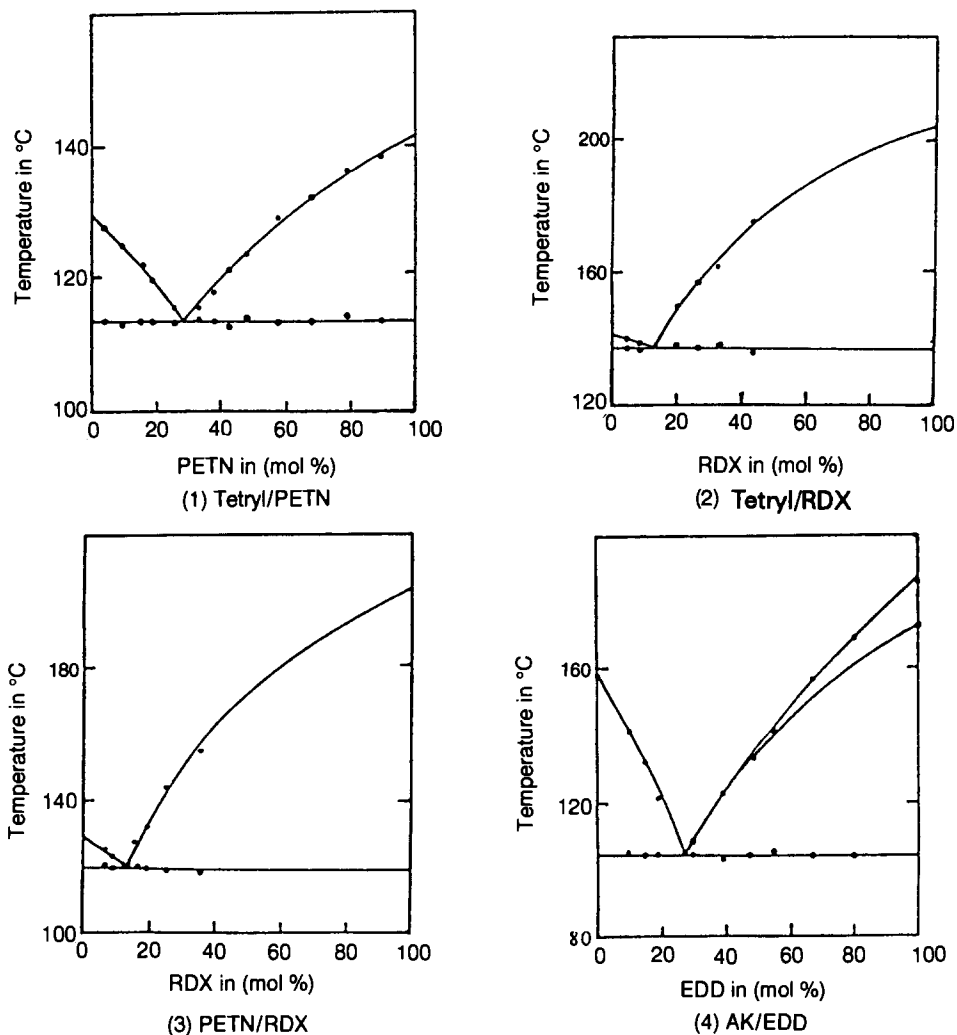 Temperature in °C
140
120
100
0 20 40 60 80 100
PETN in (mol %)
(1) Tetryl/PETN
Temperature in °C
200
160
120
0 20 40 60 80 100
RDX in (mol %)
(2) Tetryl/RDX
Temperature in °C
180
140
100
0 20 40 60 80 100
RDX in (mol %)
(3) PETN/RDX
Temperature in °C
160
120
80
0 20 40 60 80 100
EDD in (mol %)
(4) AK/EDD